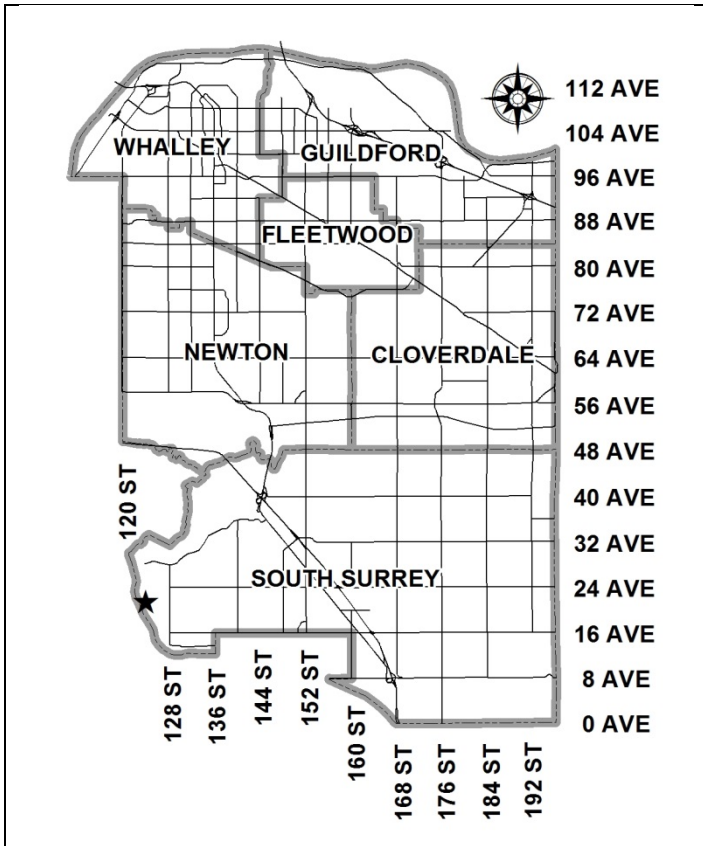 112 AVE
104 AVE
WHALLEY
GUILDFORD
96 AVE
88 AVE
FLEETWOOD
80 AVE
72 AVE
NEWTON
CLOVERDALE
64 AVE
56 AVE
48 AVE
120 ST
40 AVE
32 AVE
SOUTH SURREY
24 AVE
16 AVE
8 AVE
0 AVE
128 ST
136 ST
144 ST
152 ST
160 ST
168 ST
176 ST
184 ST
192 ST